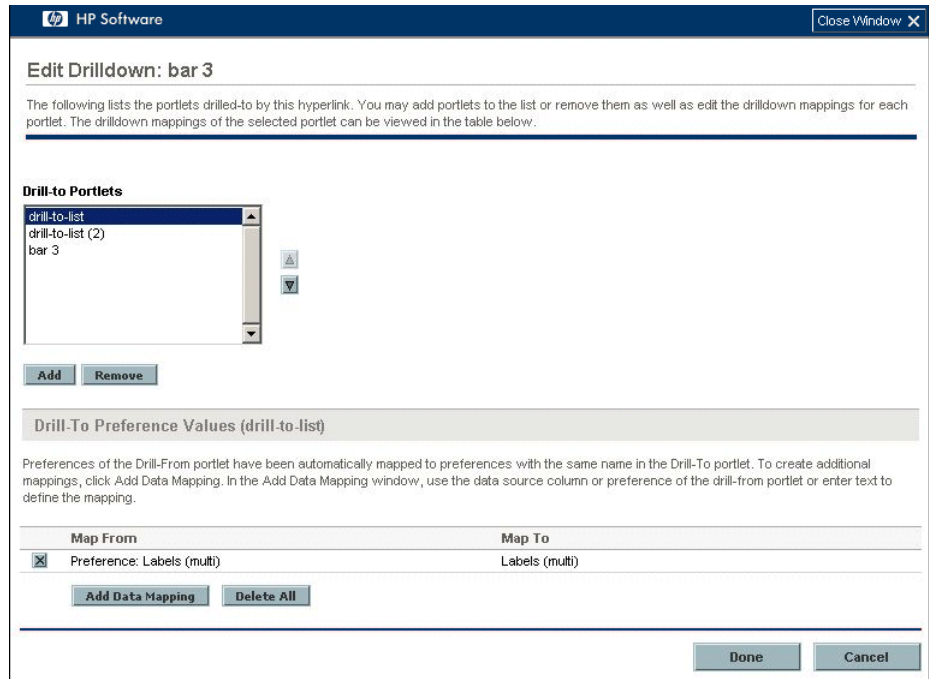 hp HP Software
Close Window X
Edit Drilldown: bar 3
The following lists the portlets drilled-to by this hyperlink. You may add portlets to the list or remove them as well as edit the drilldown mappings for each
portlet. The drilldown mappings of the selected portlet can be viewed in the table below.
Drill-to Portlets
drill-to-list
drill-to-list (2)
bar 3
Add Remove
Drill-To Preference Values (drill-to-list)
Preferences of the Drill-From portlet have been automatically mapped to preferences with the same name in the Drill-To portlet. To create additional
mappings, click Add Data Mapping. In the Add Data Mapping window, use the data source column or preference of the drill-from portlet or enter text to
define the mapping.
Map From Map To
Preference: Labels (multi) Labels (multi)
Add Data Mapping Delete All
Done Cancel